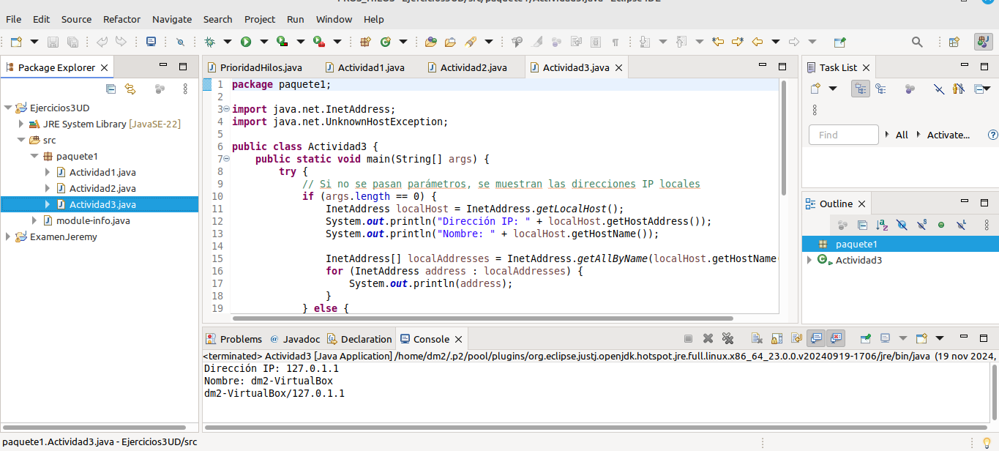 PROS_HILOS - Ejercicios3UD/src/paquete1/Actividad3.java - Eclipse IDE
File Edit Source Refactor Navigate Search Project Run Window Help
Package Explorer
Ejercicios3UD
JRE System Library [JavaSE-22]
src
paquete1
Actividad1.java
Actividad2.java
Actividad3.java
module-info.java
ExamenJeremy
PrioridadHilos.java Actividad1.java Actividad2.java Actividad3.java
1 package paquete1;
2
3 import java.net.InetAddress;
4 import java.net.UnknownHostException;
5
6 public class Actividad3 {
7 public static void main(String[] args) {
8 try {
9 // Si no se pasan parámetros, se muestran las direcciones IP locales
10 if (args.length == 0) {
11 InetAddress localHost = InetAddress.getLocalHost();
12 System.out.println("Dirección IP: " + localHost.getHostAddress());
13 System.out.println("Nombre: " + localHost.getHostName());
14
15 InetAddress[] localAddresses = InetAddress.getAllByName(localHost.getHostName
16 for (InetAddress address : localAddresses) {
17 System.out.println(address);
18 }
19 } else {
Task List
Find All Activate...
Outline
paquete1
Actividad3
Problems Javadoc Declaration Console
<terminated> Actividad3 [Java Application] /home/dm2/.p2/pool/plugins/org.eclipse.justj.openjdk.hotspot.jre.full.linux.x86_64_23.0.0.v20240919-1706/jre/bin/java (19 nov 2024,
Dirección IP: 127.0.1.1
Nombre: dm2-VirtualBox
dm2-VirtualBox/127.0.1.1
paquete1.Actividad3.java - Ejercicios3UD/src